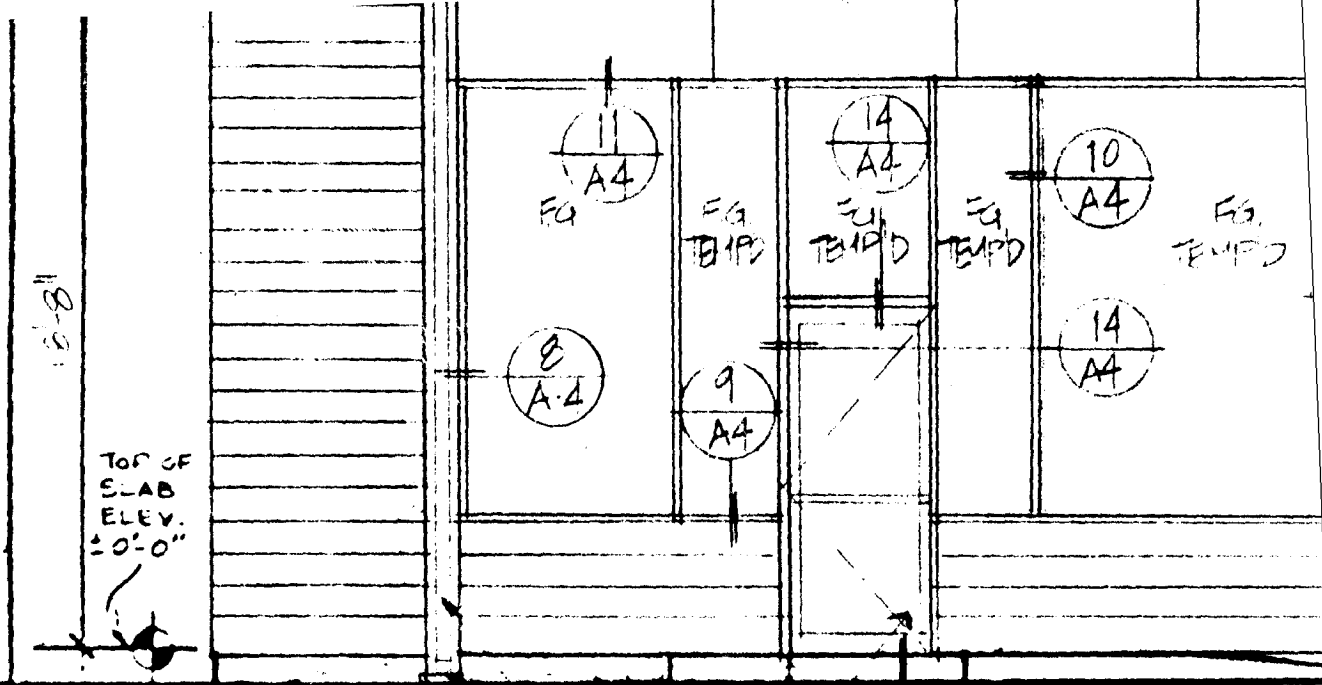 11
A4
14
A4
10
A4
FG
FG
TEMP'D
FG
TEMP'D
FG
TEMP'D
FG.
TEMP'D
8
A·4
9
A4
14
A4
TOP OF
SLAB
ELEV.
±0'-0"